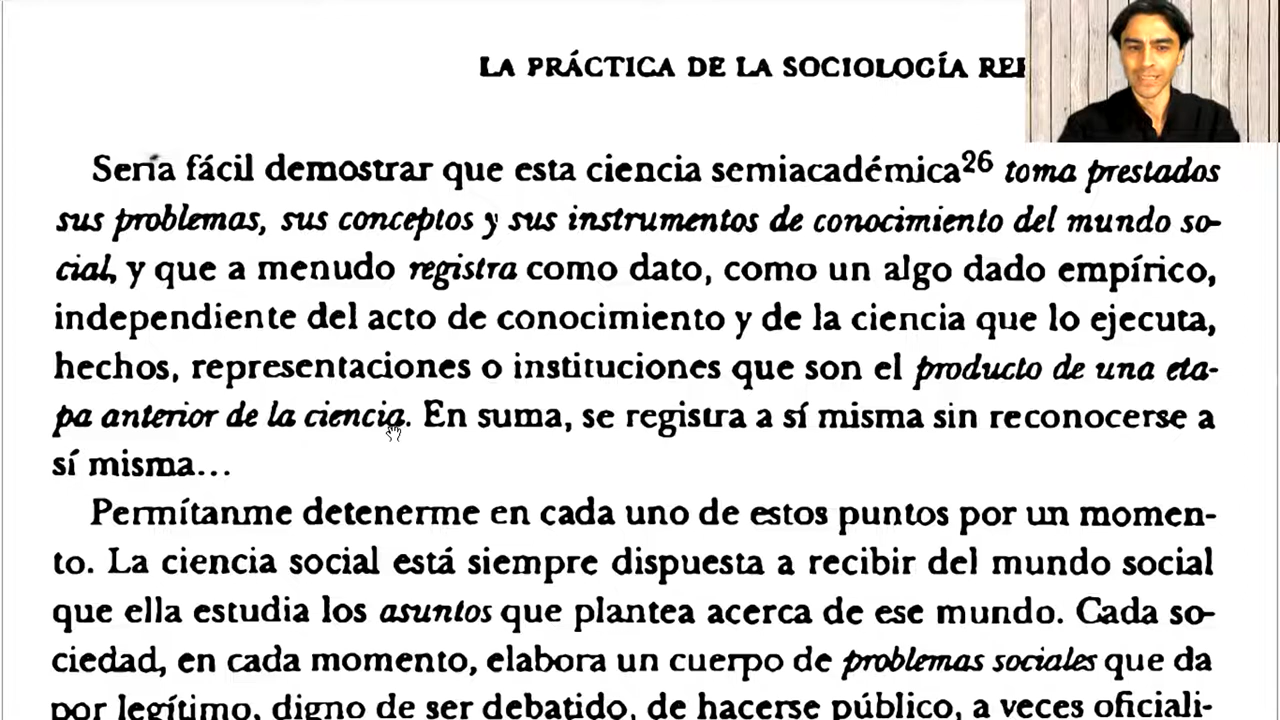 LA PRÁCTICA DE LA SOCIOLOGÍA
Sería fácil demostrar que esta ciencia semiacadémica26 toma prestados
sus problemas, sus conceptos y sus instrumentos de conocimiento del mundo so-
cial, y que a menudo registra como dato, como un algo dado empírico,
independiente del acto de conocimiento y de la ciencia que lo ejecuta,
hechos, representaciones o instituciones que son el producto de una eta-
pa anterior de la ciencia. En suma, se registra a sí misma sin reconocerse a
sí misma...
Permítanme detenerme en cada uno de estos puntos por un momen-
to. La ciencia social está siempre dispuesta a recibir del mundo social
que ella estudia los asuntos que plantea acerca de ese mundo. Cada so-
ciedad, en cada momento, elabora un cuerpo de problemas sociales que da
por legítimo, digno de ser debatido, de hacerse público, a veces oficiali-